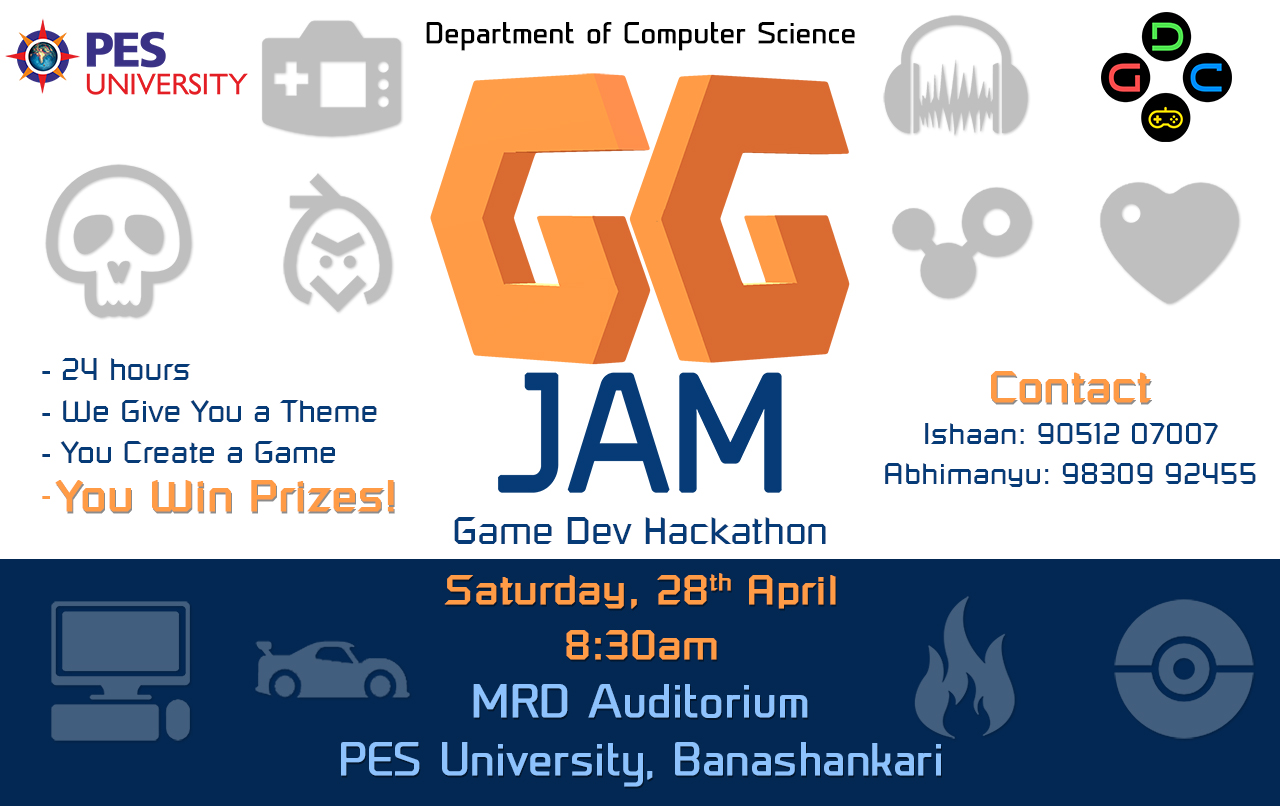 PES
UNIVERSITY
Department of Computer Science
D
G C
GG
JAM
Game Dev Hackathon
- 24 hours
- We Give You a Theme
- You Create a Game
- You Win Prizes!
Contact
Ishaan: 90512 07007
Abhimanyu: 98309 92455
Saturday, 28th April
8:30am
MRD Auditorium
PES University, Banashankari